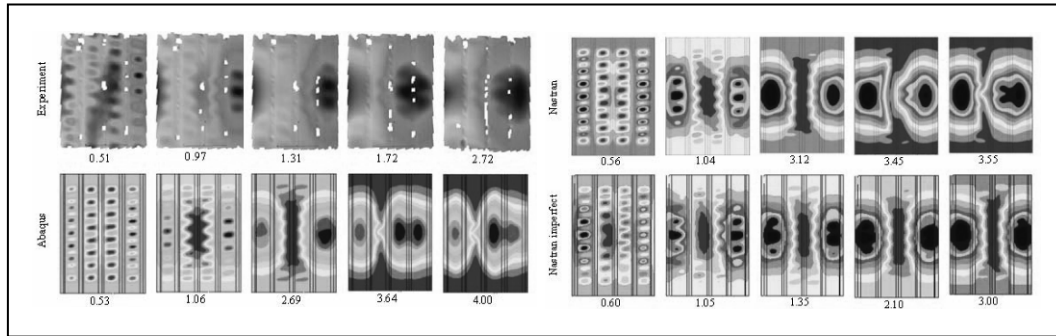 Experiment
0.51 0.97 1.31 1.72 2.72
Abaqus
0.53 1.06 2.69 3.64 4.00
Nastran
0.56 1.04 3.12 3.45 3.55
Nastran imperfect
0.60 1.05 1.35 2.10 3.00